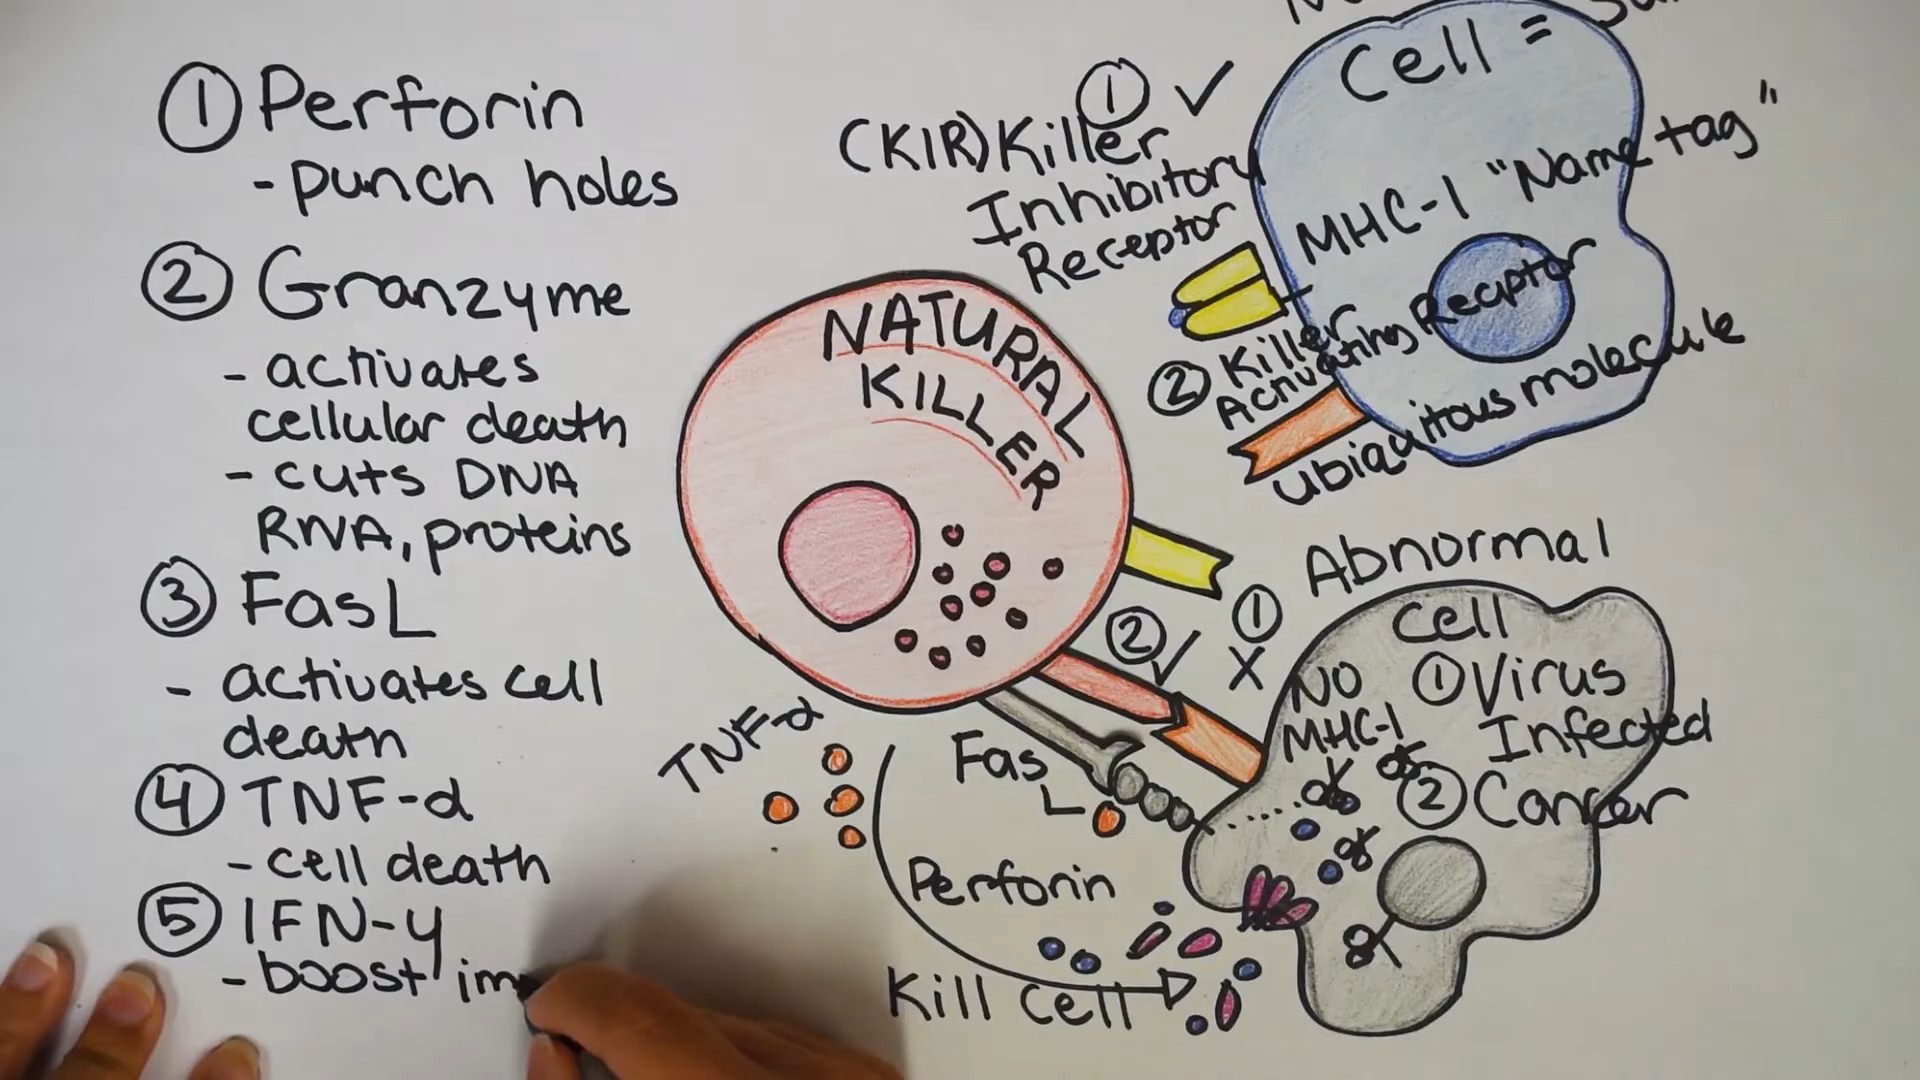 ① Perforin
- punch holes
② Granzyme
- activates
cellular death
- cuts DNA
RNA, proteins
③ FasL
- activates cell
death
④ TNF-α
- cell death
⑤ IFN-γ
- boost im
① ✓
(KIR) Killer
Inhibitory
Receptor
Cell =
MHC-1 "Name tag"
② Killer
Activating Receptor
ubiquitous molecule
NATURAL
KILLER
② ✓
① X
Abnormal
cell
NO
MHC-1
① Virus
Infected
② Cancer
TNF-α
Fas
L
Perforin
Kill Cell